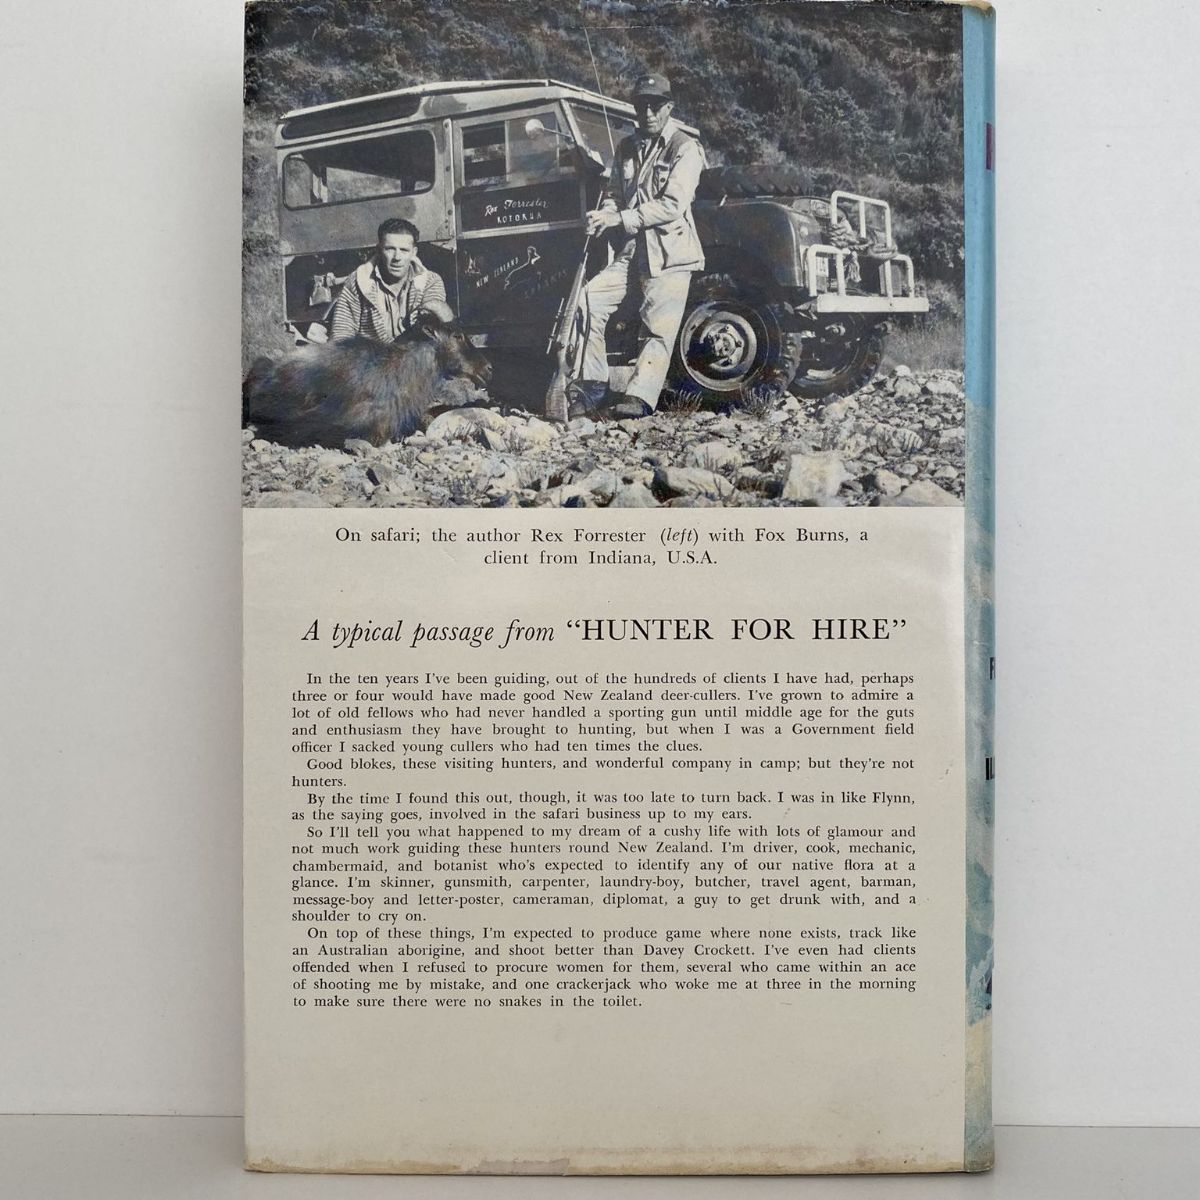 Rex Forrester
ROTORUA
NEW ZEALAND
SAFARIS
On safari; the author Rex Forrester (left) with Fox Burns, a
client from Indiana, U.S.A.
A typical passage from “HUNTER FOR HIRE”
In the ten years I’ve been guiding, out of the hundreds of clients I have had, perhaps
three or four would have made good New Zealand deer-cullers. I’ve grown to admire a
lot of old fellows who had never handled a sporting gun until middle age for the guts
and enthusiasm they have brought to hunting, but when I was a Government field
officer I sacked young cullers who had ten times the clues.
Good blokes, these visiting hunters, and wonderful company in camp; but they’re not
hunters.
By the time I found this out, though, it was too late to turn back. I was in like Flynn,
as the saying goes, involved in the safari business up to my ears.
So I’ll tell you what happened to my dream of a cushy life with lots of glamour and
not much work guiding these hunters round New Zealand. I’m driver, cook, mechanic,
chambermaid, and botanist who’s expected to identify any of our native flora at a
glance. I’m skinner, gunsmith, carpenter, laundry-boy, butcher, travel agent, barman,
message-boy and letter-poster, cameraman, diplomat, a guy to get drunk with, and a
shoulder to cry on.
On top of these things, I’m expected to produce game where none exists, track like
an Australian aborigine, and shoot better than Davey Crockett. I’ve even had clients
offended when I refused to procure women for them, several who came within an ace
of shooting me by mistake, and one crackerjack who woke me at three in the morning
to make sure there were no snakes in the toilet.